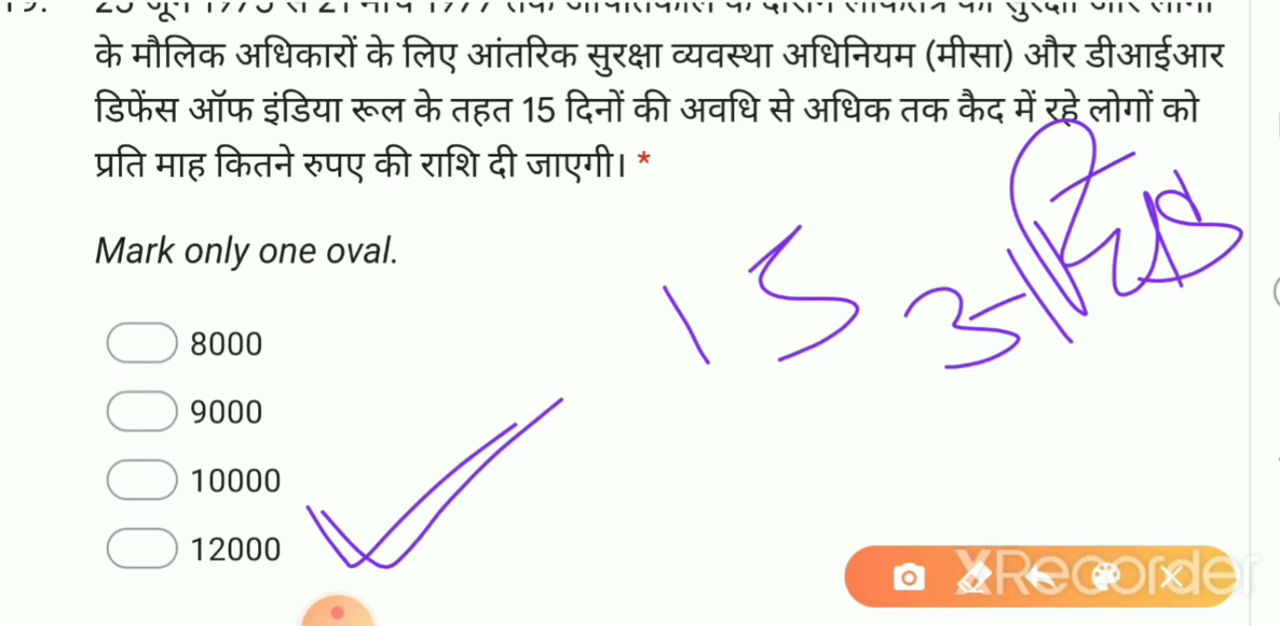 के मौलिक अधिकारों के लिए आंतरिक सुरक्षा व्यवस्था अधिनियम (मीसा) और डीआईआर
डिफेंस ऑफ इंडिया रूल के तहत 15 दिनों की अवधि से अधिक तक कैद में रहे लोगों को
प्रति माह कितने रुपए की राशि दी जाएगी। *
Mark only one oval.
15
8000
9000
10000
12000
XRecorder